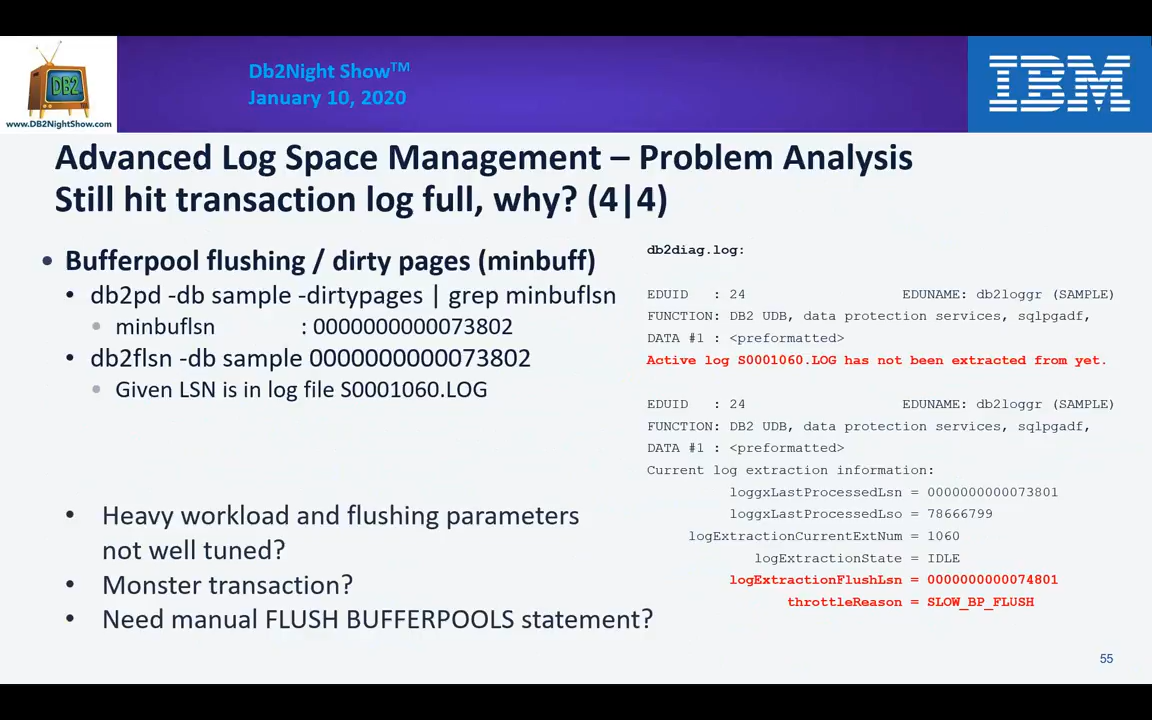 DB2
www.DB2NightShow.com
Db2Night Show™
January 10, 2020
IBM
Advanced Log Space Management – Problem Analysis
Still hit transaction log full, why? (4|4)
• Bufferpool flushing / dirty pages (minbuff)
• db2pd -db sample -dirtypages | grep minbuflsn
• minbuflsn : 0000000000073802
• db2flsn -db sample 0000000000073802
• Given LSN is in log file S0001060.LOG
• Heavy workload and flushing parameters
not well tuned?
• Monster transaction?
• Need manual FLUSH BUFFERPOOLS statement?
db2diag.log:
EDUID : 24 EDUNAME: db2loggr (SAMPLE)
FUNCTION: DB2 UDB, data protection services, sqlpgadf,
DATA #1 : <preformatted>
Active log S0001060.LOG has not been extracted from yet.
EDUID : 24 EDUNAME: db2loggr (SAMPLE)
FUNCTION: DB2 UDB, data protection services, sqlpgadf,
DATA #1 : <preformatted>
Current log extraction information:
loggxLastProcessedLsn = 0000000000073801
loggxLastProcessedLso = 78666799
logExtractionCurrentExtNum = 1060
logExtractionState = IDLE
logExtractionFlushLsn = 0000000000074801
throttleReason = SLOW_BP_FLUSH
55